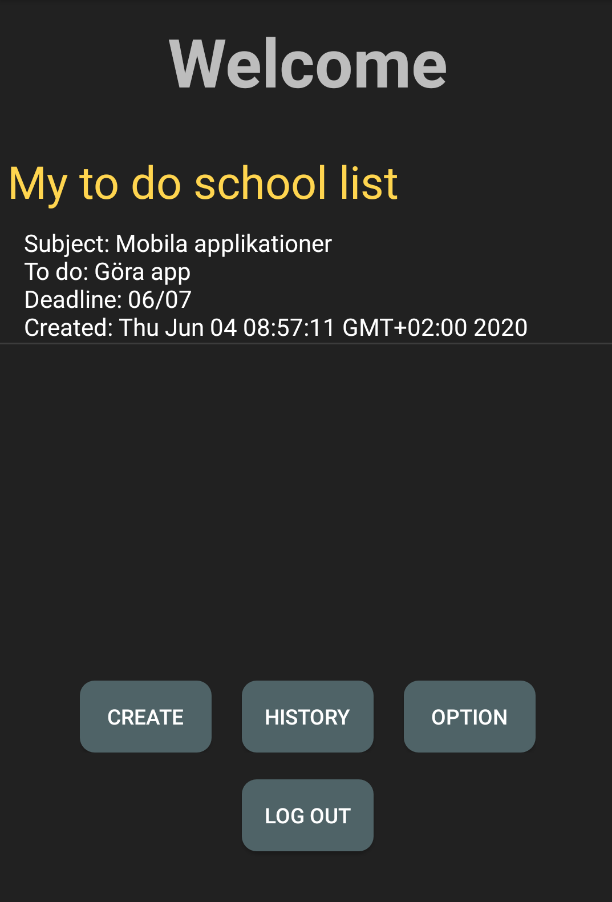 Welcome
My to do school list
Subject: Mobila applikationer
To do: Göra app
Deadline: 06/07
Created: Thu Jun 04 08:57:11 GMT+02:00 2020
CREATE
HISTORY
OPTION
LOG OUT